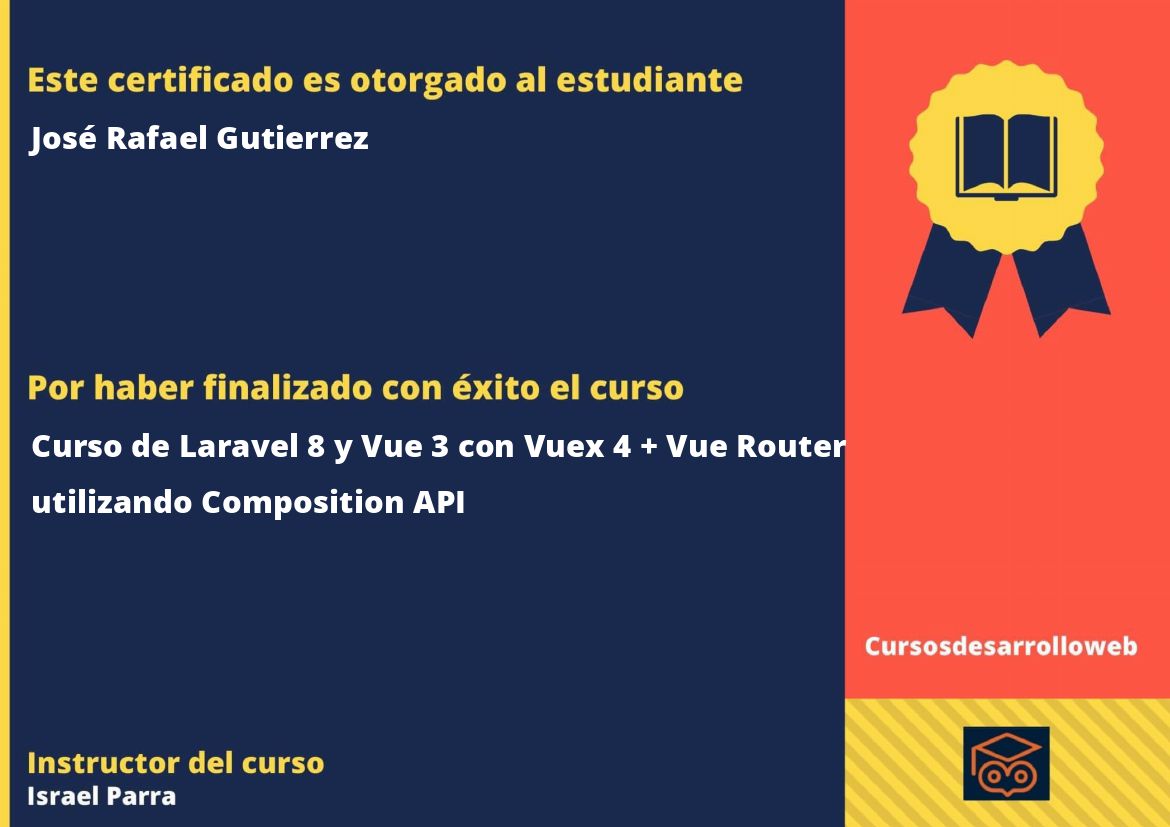 Este certificado es otorgado al estudiante
José Rafael Gutierrez
Por haber finalizado con éxito el curso
Curso de Laravel 8 y Vue 3 con Vuex 4 + Vue Router
utilizando Composition API
Cursosdesarrolloweb
Instructor del curso
Israel Parra